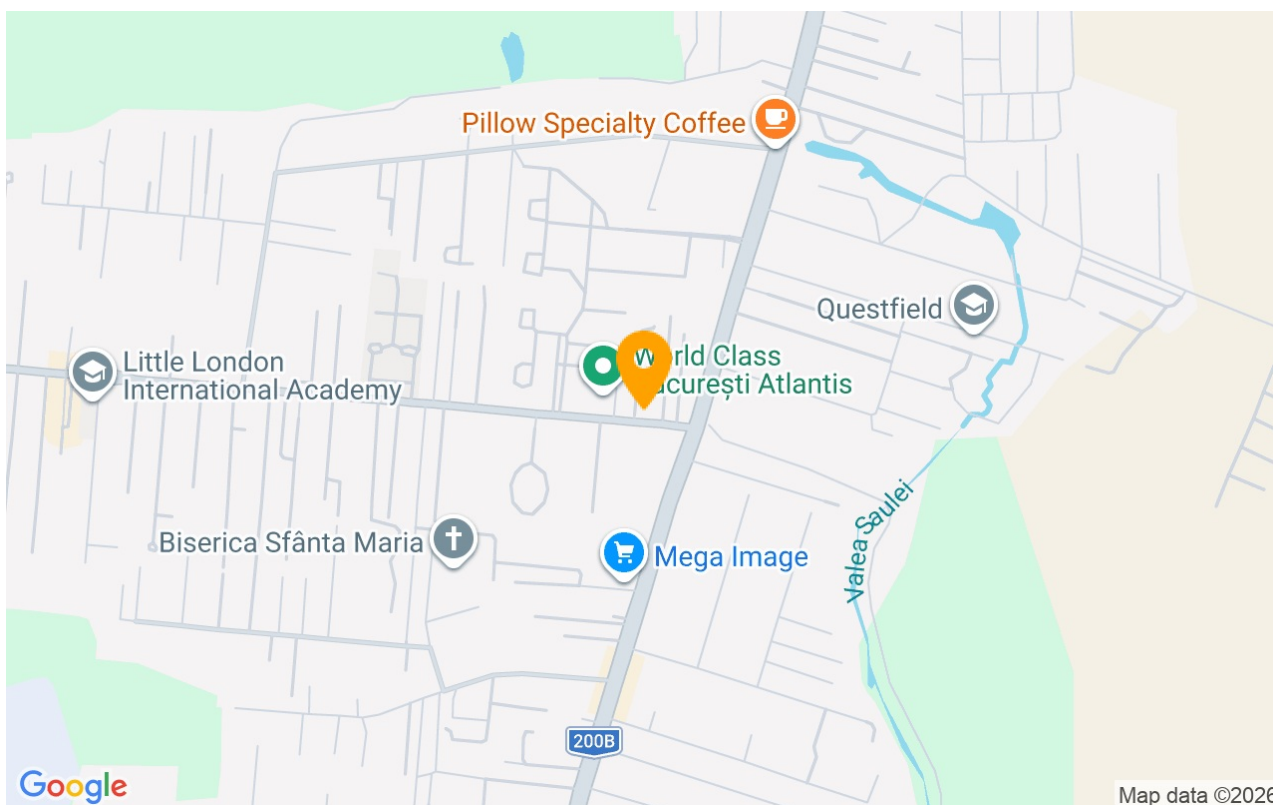 Pillow Specialty Coffee
Questfield
World Class
București Atlantis
Little London
International Academy
Valea Saulei
Biserica Sfânta Maria
Mega Image
200B
Google
Map data ©2026